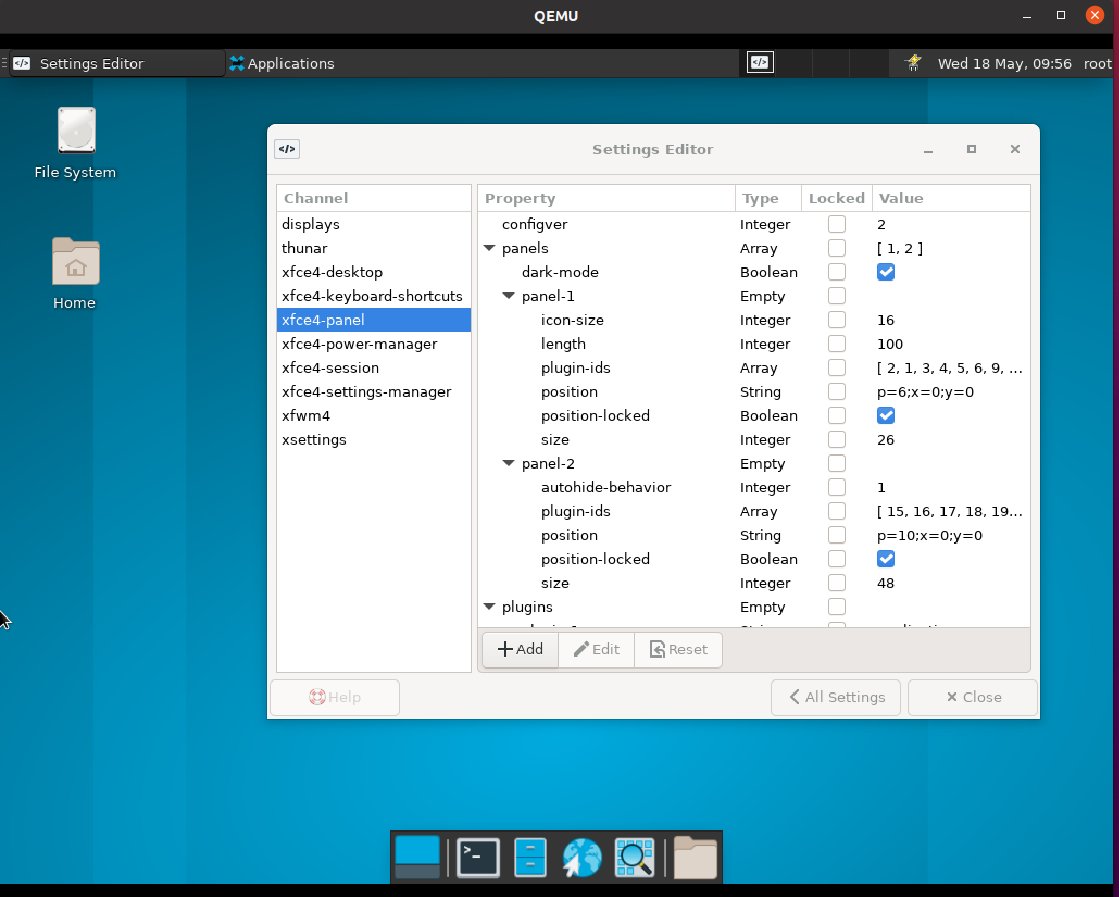 QEMU
Settings Editor
Applications
Wed 18 May, 09:56 root
File System
Home
Settings Editor
Channel
displays
thunar
xfce4-desktop
xfce4-keyboard-shortcuts
xfce4-panel
xfce4-power-manager
xfce4-session
xfce4-settings-manager
xfwm4
xsettings
Property Type Locked Value
configver Integer 2
panels Array [ 1, 2 ]
dark-mode Boolean
panel-1 Empty
icon-size Integer 16
length Integer 100
plugin-ids Array [ 2, 1, 3, 4, 5, 6, 9, ...
position String p=6;x=0;y=0
position-locked Boolean
size Integer 26
panel-2 Empty
autohide-behavior Integer 1
plugin-ids Array [ 15, 16, 17, 18, 19...
position String p=10;x=0;y=0
position-locked Boolean
size Integer 48
plugins Empty
Add Edit Reset
Help All Settings Close